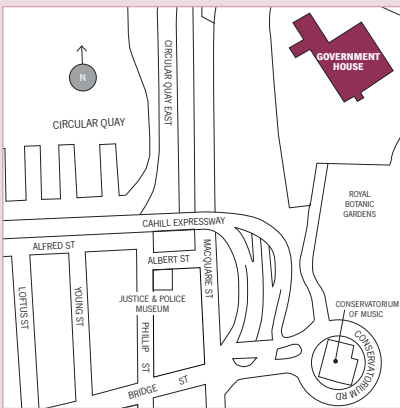 GOVERNMENT
HOUSE
CIRCULAR QUAY EAST
N
CIRCULAR QUAY
ROYAL
BOTANIC
GARDENS
CAHILL EXPRESSWAY
ALFRED ST
ALBERT ST
MACQUARIE ST
LOFTUS ST
YOUNG ST
JUSTICE & POLICE
MUSEUM
PHILLIP ST
CONSERVATORIUM
OF MUSIC
CONSERVATORIUM RD
BRIDGE ST